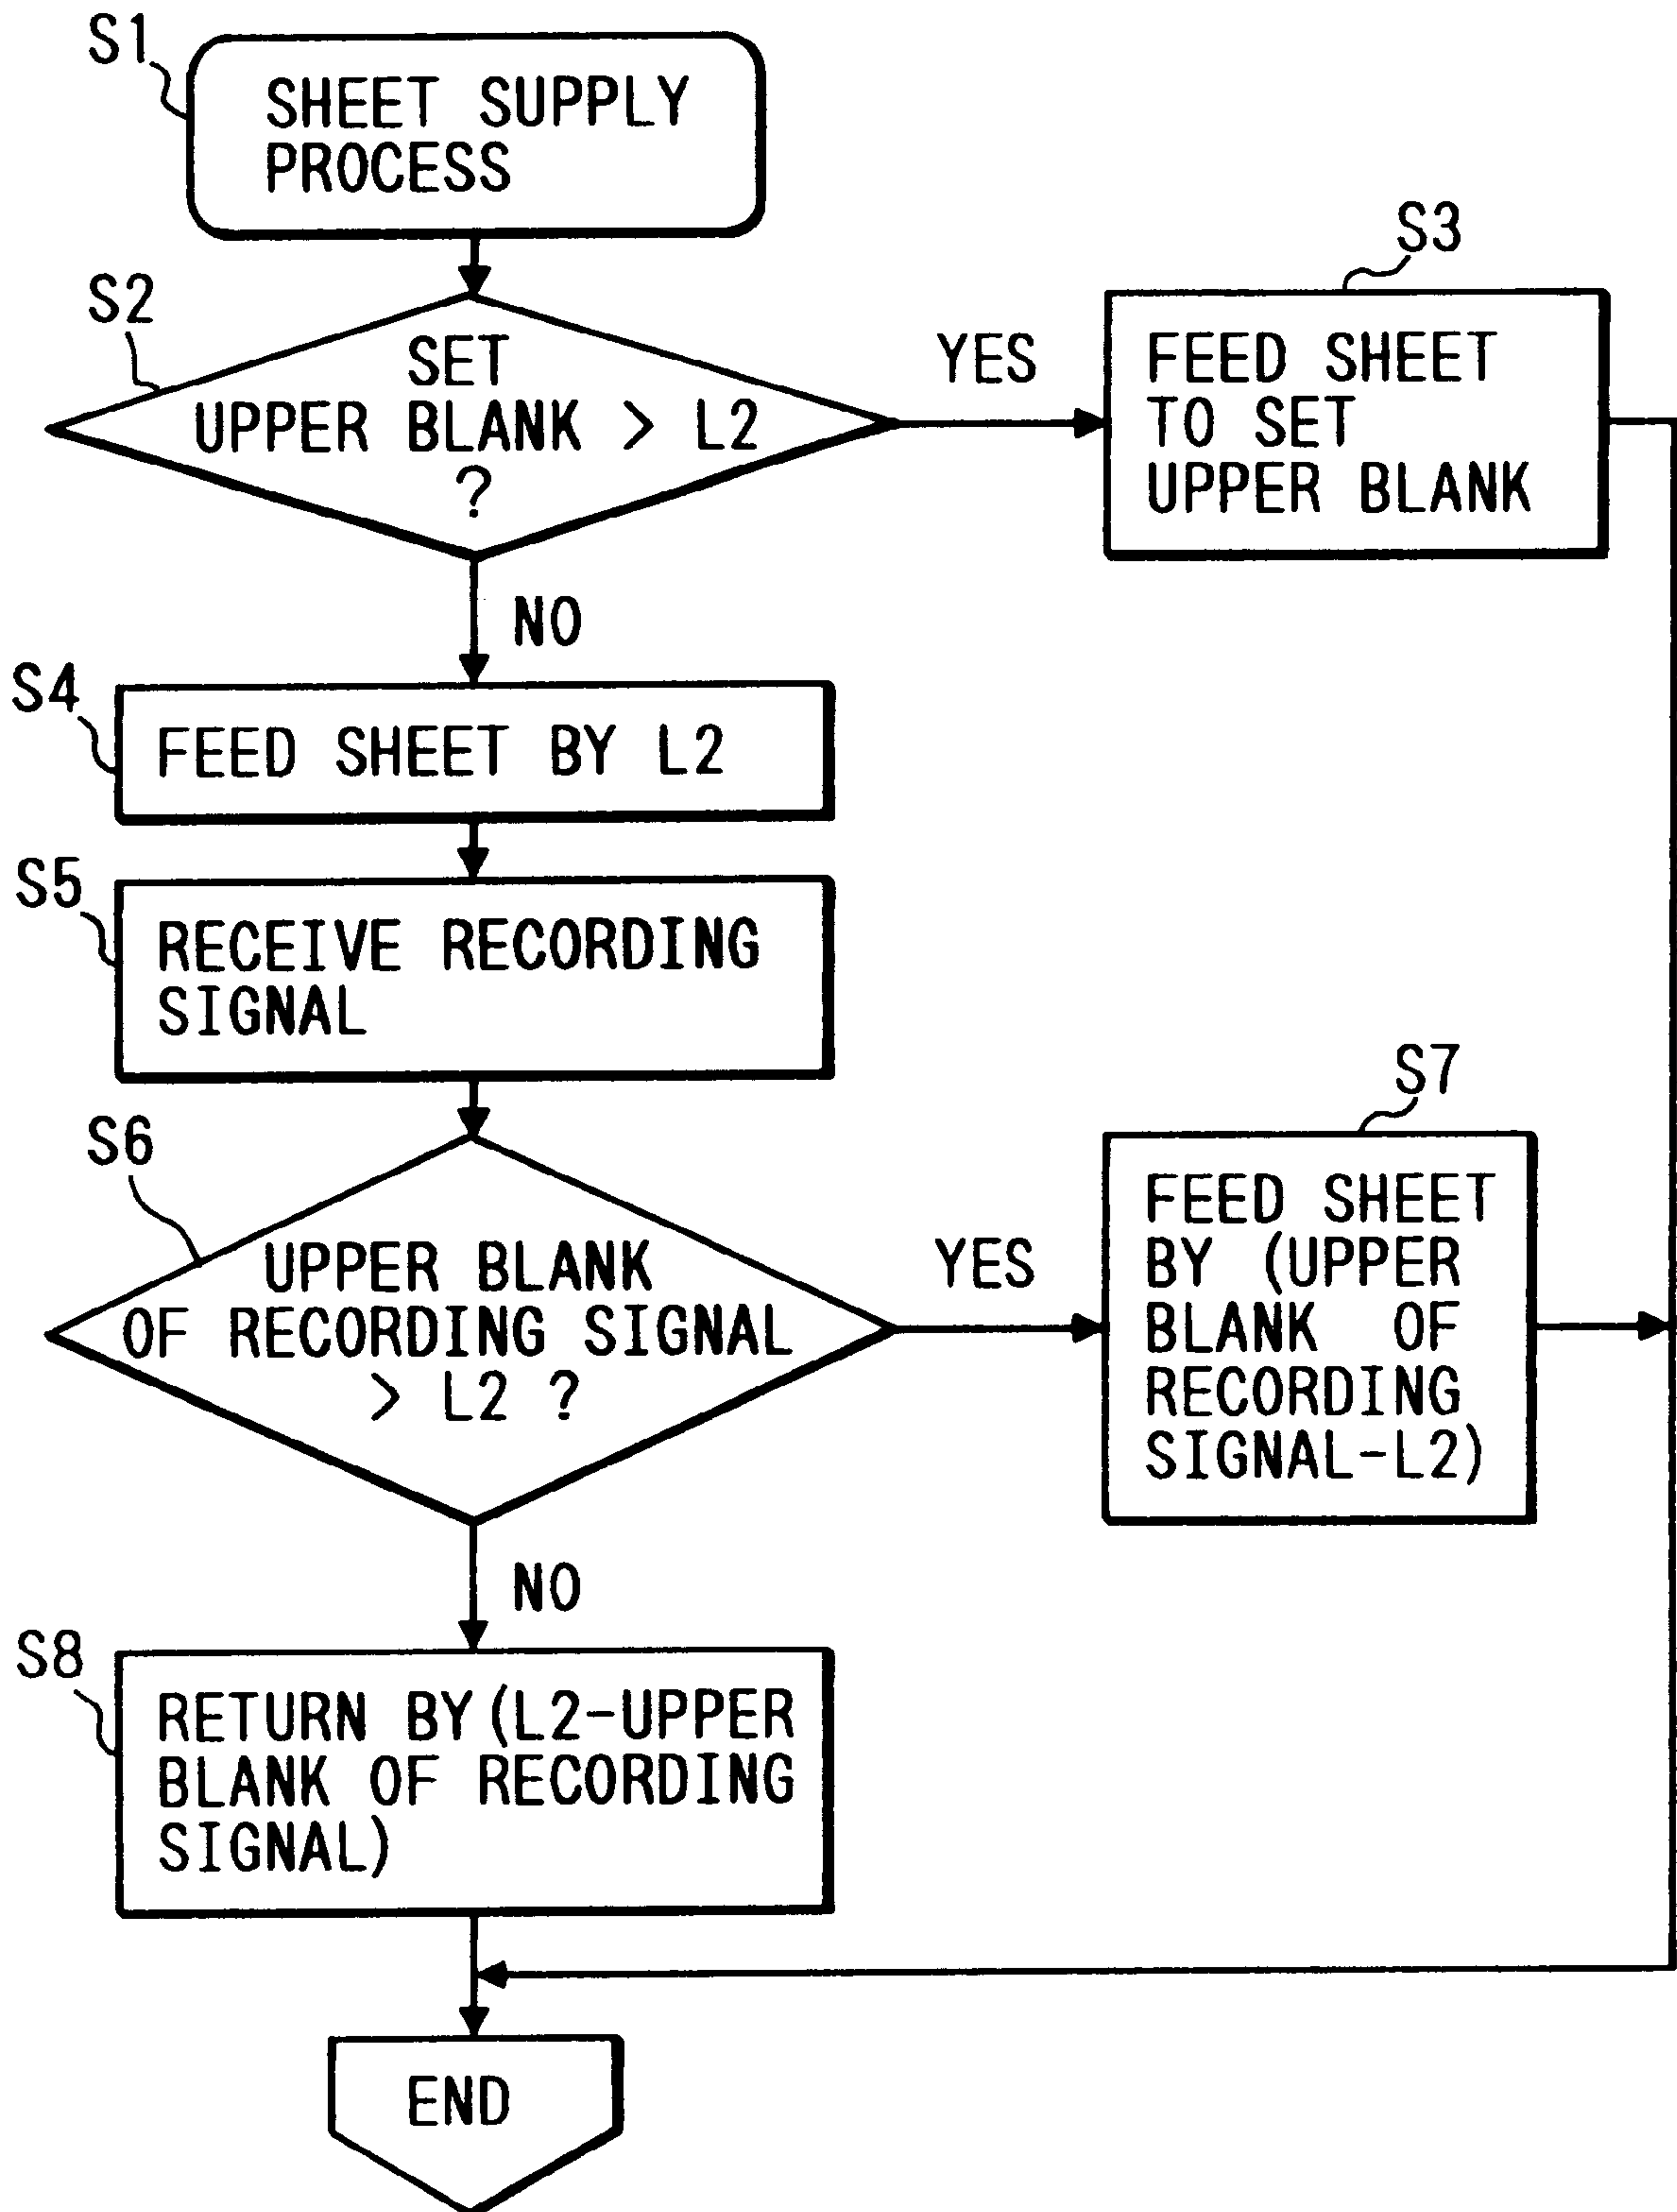 S1
SHEET SUPPLY
PROCESS
S2
SET
UPPER BLANK > L2
?
YES
S3
FEED SHEET
TO SET
UPPER BLANK
NO
S4
FEED SHEET BY L2
S5
RECEIVE RECORDING
SIGNAL
S6
UPPER BLANK
OF RECORDING SIGNAL
> L2 ?
YES
S7
FEED SHEET
BY (UPPER
BLANK OF
RECORDING
SIGNAL-L2)
NO
S8
RETURN BY(L2-UPPER
BLANK OF RECORDING
SIGNAL)
END